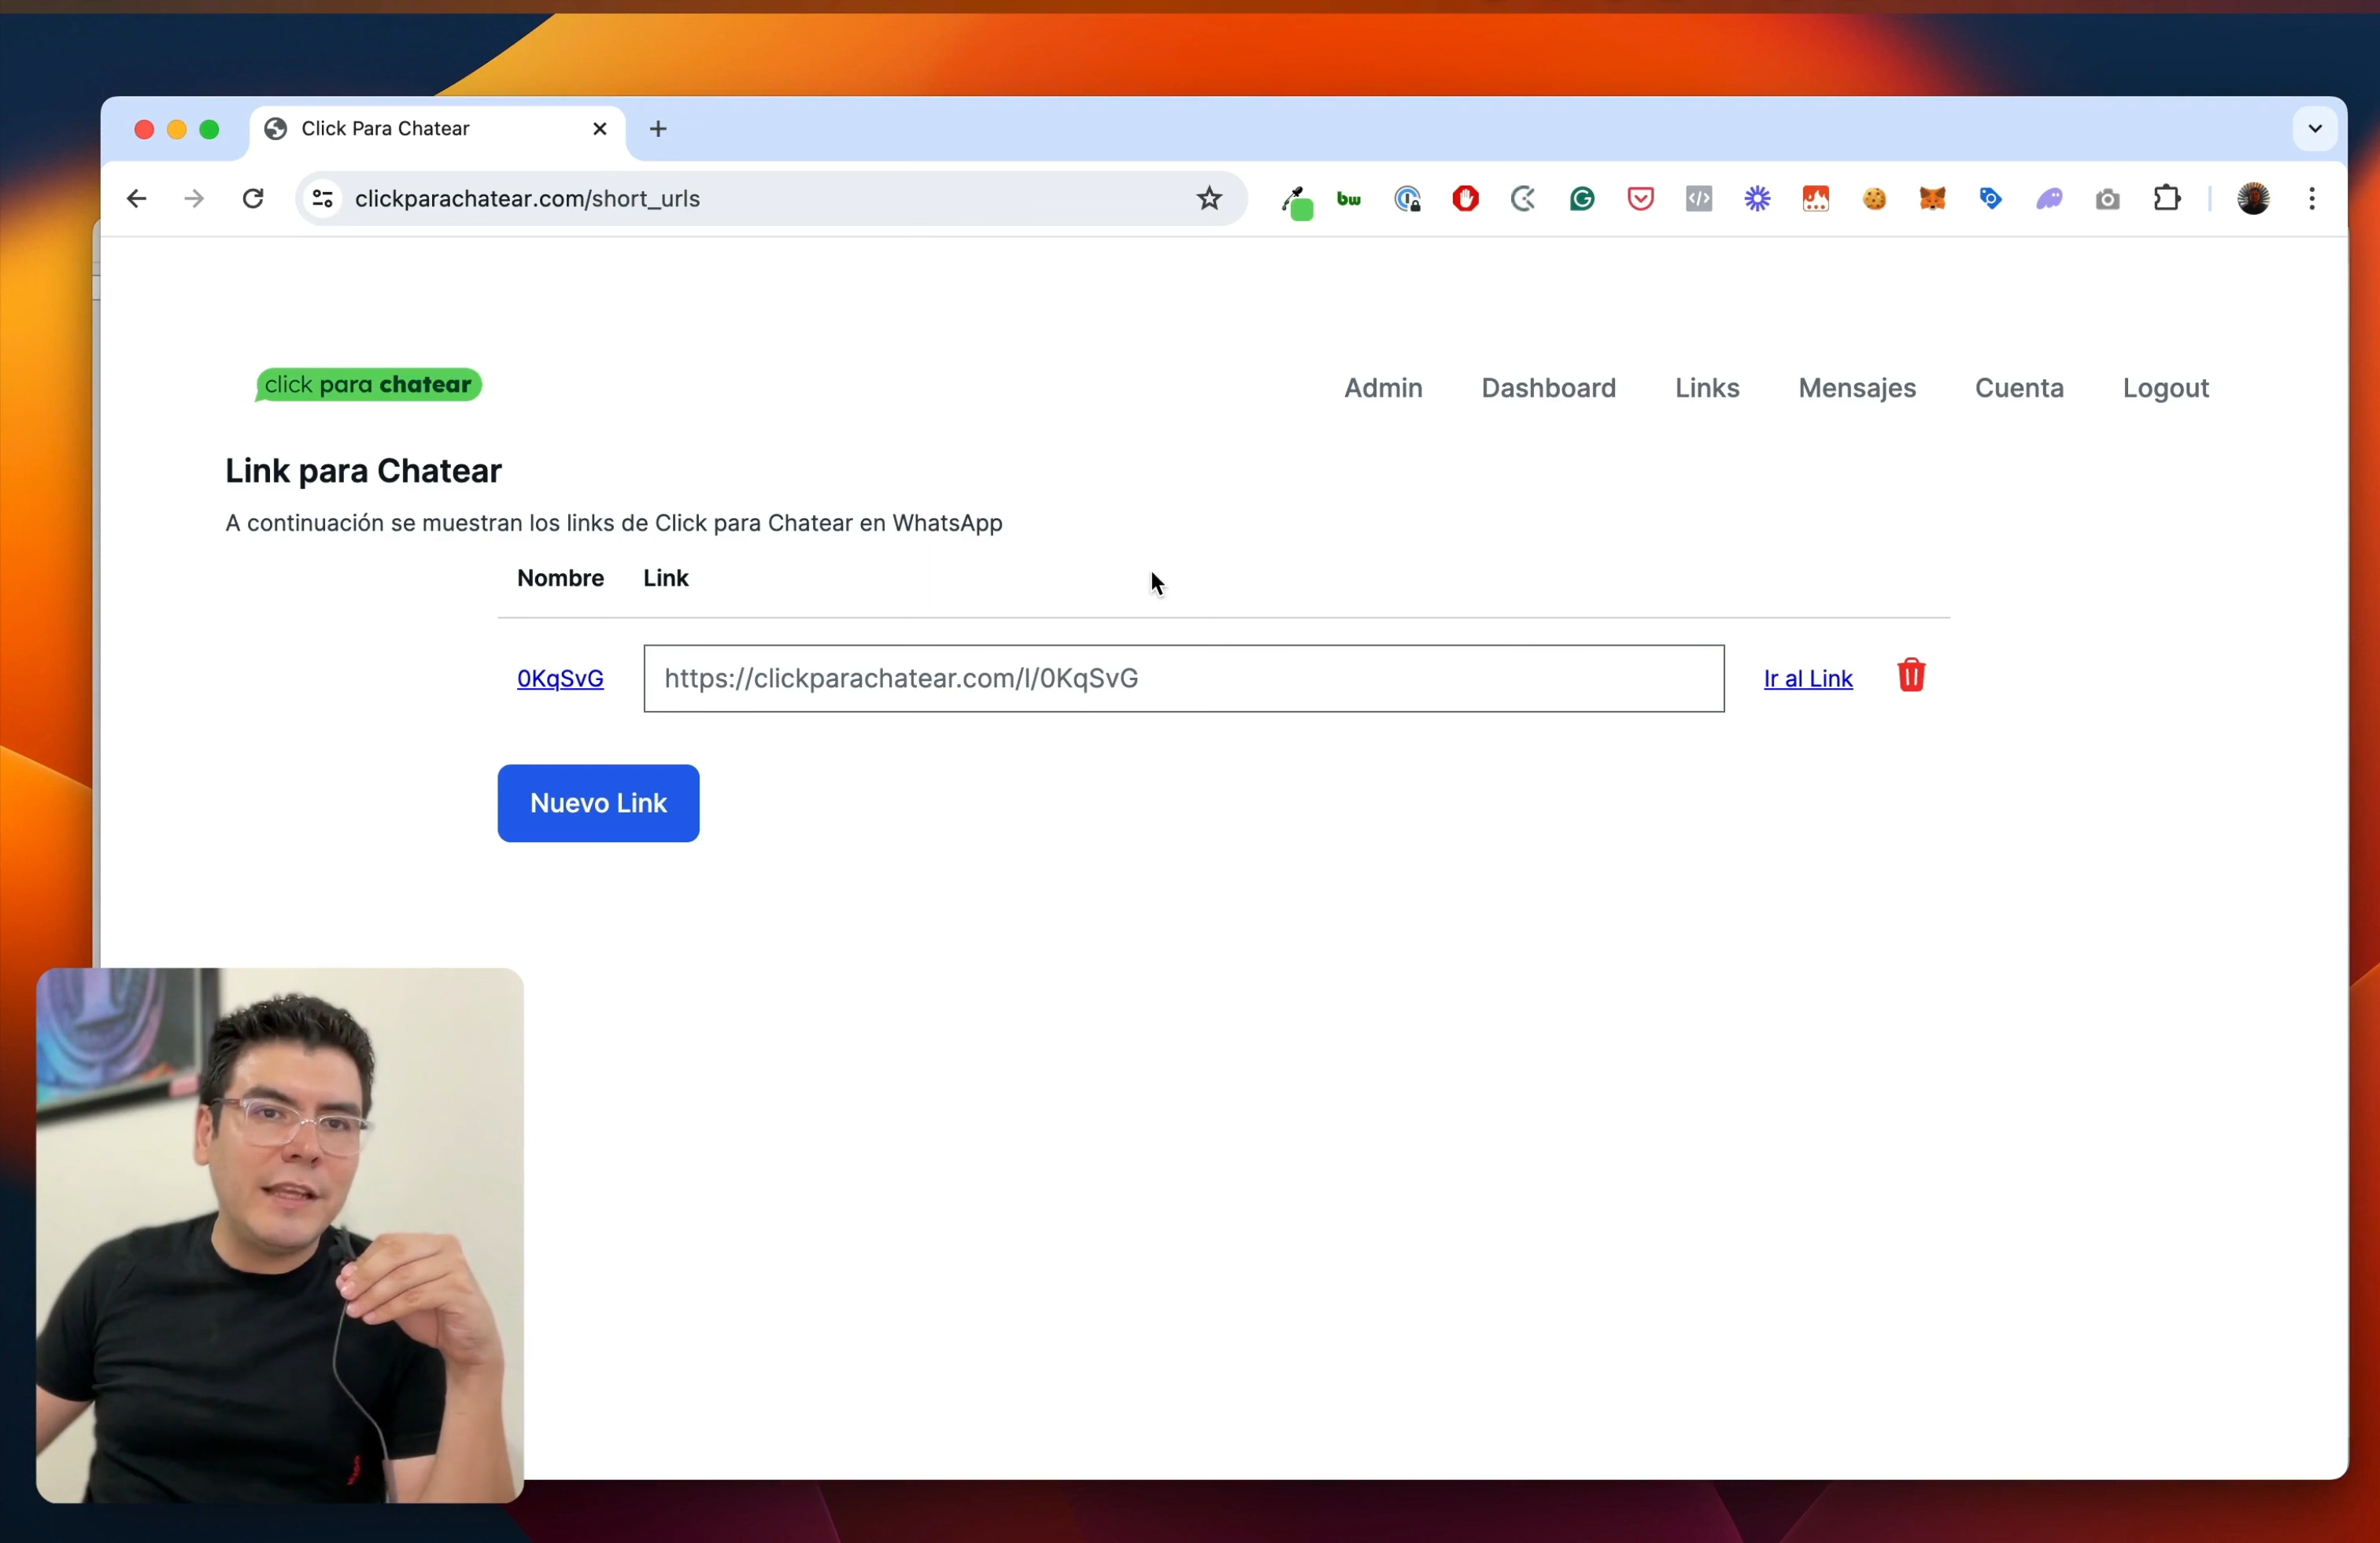 Click Para Chatear
clickparachatear.com/short_urls
bw
click para chatear
Admin Dashboard Links Mensajes Cuenta Logout
Link para Chatear
A continuación se muestran los links de Click para Chatear en WhatsApp
Nombre Link
0KqSvG https://clickparachatear.com/l/0KqSvG Ir al Link
Nuevo Link